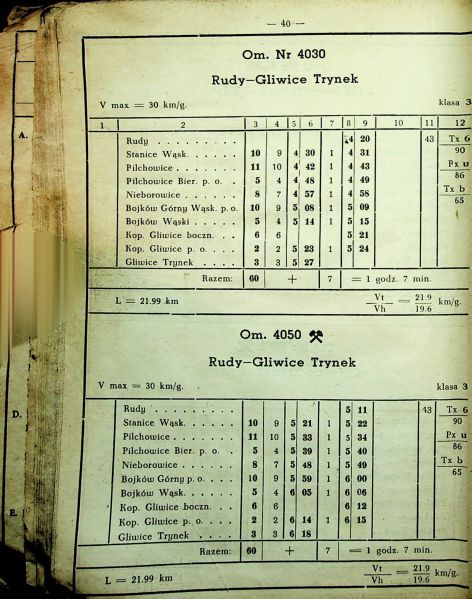 — 40 —
A.
D.
E.
Om. Nr 4030
Rudy—Gliwice Trynek
V max = 30 km/g. klasa 3
1 2 3 4 5 6 7 8 9 10 11 12
Rudy . . . . . . . . . 4 20 43 Tx 6
Stanice Wąsk. . . . . . 10 9 4 30 1 4 31 90
Pilchowice . . . . . . 11 10 4 42 1 4 43 Px u
Pilchowice Bier. p. o. . 5 4 4 48 1 4 49 86
Nieborowice . . . . . . 8 7 4 57 1 4 58 Tx b
Bojków Górny Wąsk. p.o. 10 9 5 08 1 5 09 65
Bojków Wąski . . . . . 5 4 5 14 1 5 15
Kop. Gliwice boczn. . . 6 6 5 21
Kop. Gliwice p. o. . . . 2 2 5 23 1 5 24
Gliwice Trynek . . . . 3 3 5 27
Razem: 60 + 7 = 1 godz. 7 min.
L = 21.99 km Vt/Vh = 21.9/19.6 km/g.
Om. 4050 ⚒
Rudy—Gliwice Trynek
V max = 30 km/g. klasa 3
Rudy . . . . . . . . . 5 11 43 Tx 6
Stanice Wąsk. . . . . . 10 9 5 21 1 5 22 90
Pilchowice . . . . . . 11 10 5 33 1 5 34 Px u
Pilchowice Bier. p. o. . 5 4 5 39 1 5 40 86
Nieborowice . . . . . . 8 7 5 48 1 5 49 Tx b
Bojków Górny p. o. . . . 10 9 5 59 1 6 00 65
Bojków Wąsk. . . . . . 5 4 6 05 1 6 06
Kop. Gliwice boczn. . . 6 6 6 12
Kop. Gliwice p. o. . . . 2 2 6 14 1 6 15
Gliwice Trynek . . . . 3 3 6 18
Razem: 60 + 7 = 1 godz. 7 min.
L = 21.99 km Vt/Vh = 21.9/19.6 km/g.